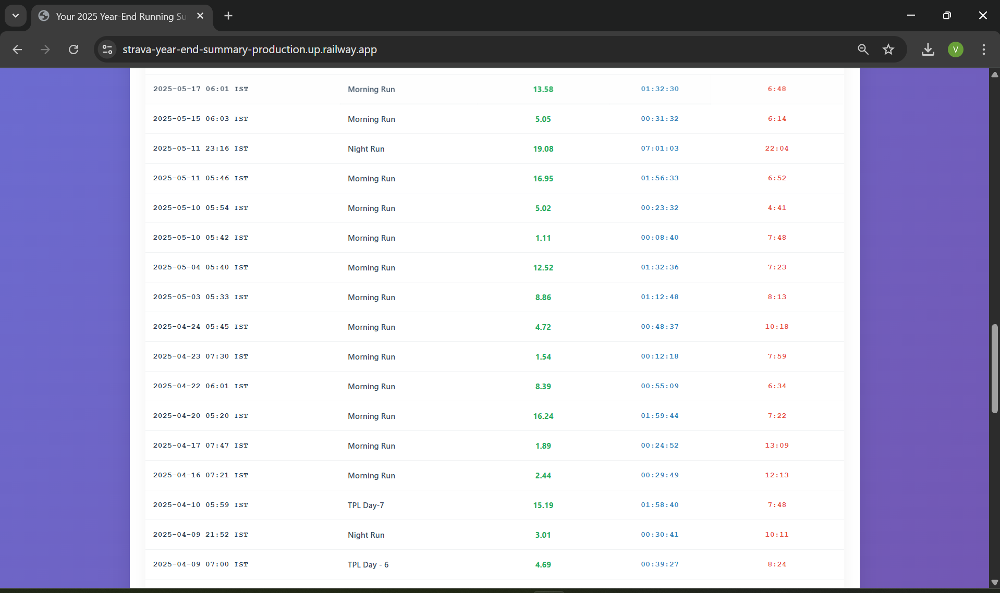 Your 2025 Year-End Running Su
strava-year-end-summary-production.up.railway.app
V
2025-05-17 06:01 IST Morning Run 13.58 01:32:30 6:48
2025-05-15 06:03 IST Morning Run 5.05 00:31:32 6:14
2025-05-11 23:16 IST Night Run 19.08 07:01:03 22:04
2025-05-11 05:46 IST Morning Run 16.95 01:56:33 6:52
2025-05-10 05:54 IST Morning Run 5.02 00:23:32 4:41
2025-05-10 05:42 IST Morning Run 1.11 00:08:40 7:48
2025-05-04 05:40 IST Morning Run 12.52 01:32:36 7:23
2025-05-03 05:33 IST Morning Run 8.86 01:12:48 8:13
2025-04-24 05:45 IST Morning Run 4.72 00:48:37 10:18
2025-04-23 07:30 IST Morning Run 1.54 00:12:18 7:59
2025-04-22 06:01 IST Morning Run 8.39 00:55:09 6:34
2025-04-20 05:20 IST Morning Run 16.24 01:59:44 7:22
2025-04-17 07:47 IST Morning Run 1.89 00:24:52 13:09
2025-04-16 07:21 IST Morning Run 2.44 00:29:49 12:13
2025-04-10 05:59 IST TPL Day-7 15.19 01:58:40 7:48
2025-04-09 21:52 IST Night Run 3.01 00:30:41 10:11
2025-04-09 07:00 IST TPL Day - 6 4.69 00:39:27 8:24